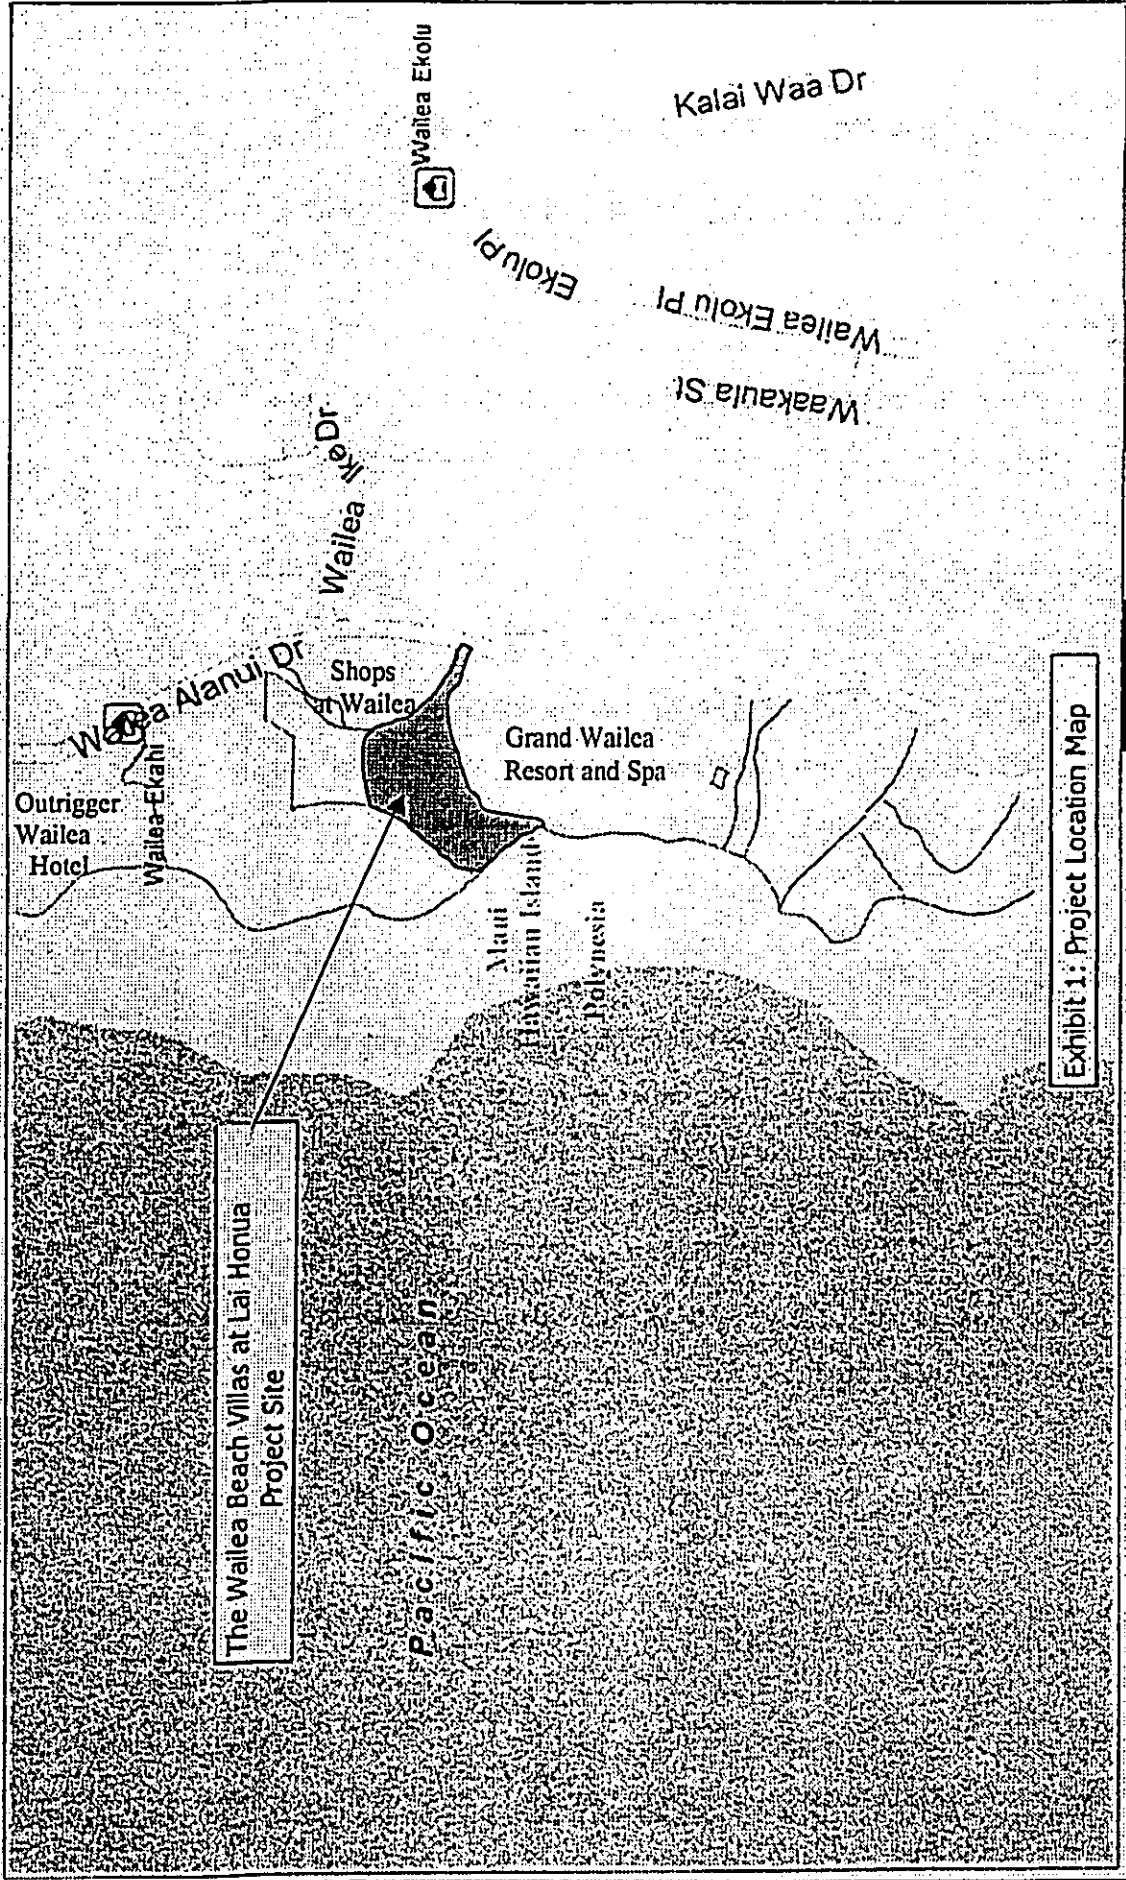 Wailea Ekolu
Kalai Waa Dr
Ekolu Pl
Wailea Ekolu Pl
Waakaula St
Wailea Ike Dr
Wailea Alanui Dr
Shops
at Wailea
Grand Wailea
Resort and Spa
Outrigger
Wailea
Hotel
Wailea Ekahi
Maui
Hawaiian Islands
Polynesia
The Wailea Beach Villas at Lai Honua
Project Site
Pacific Ocean
Exhibit 1: Project Location Map